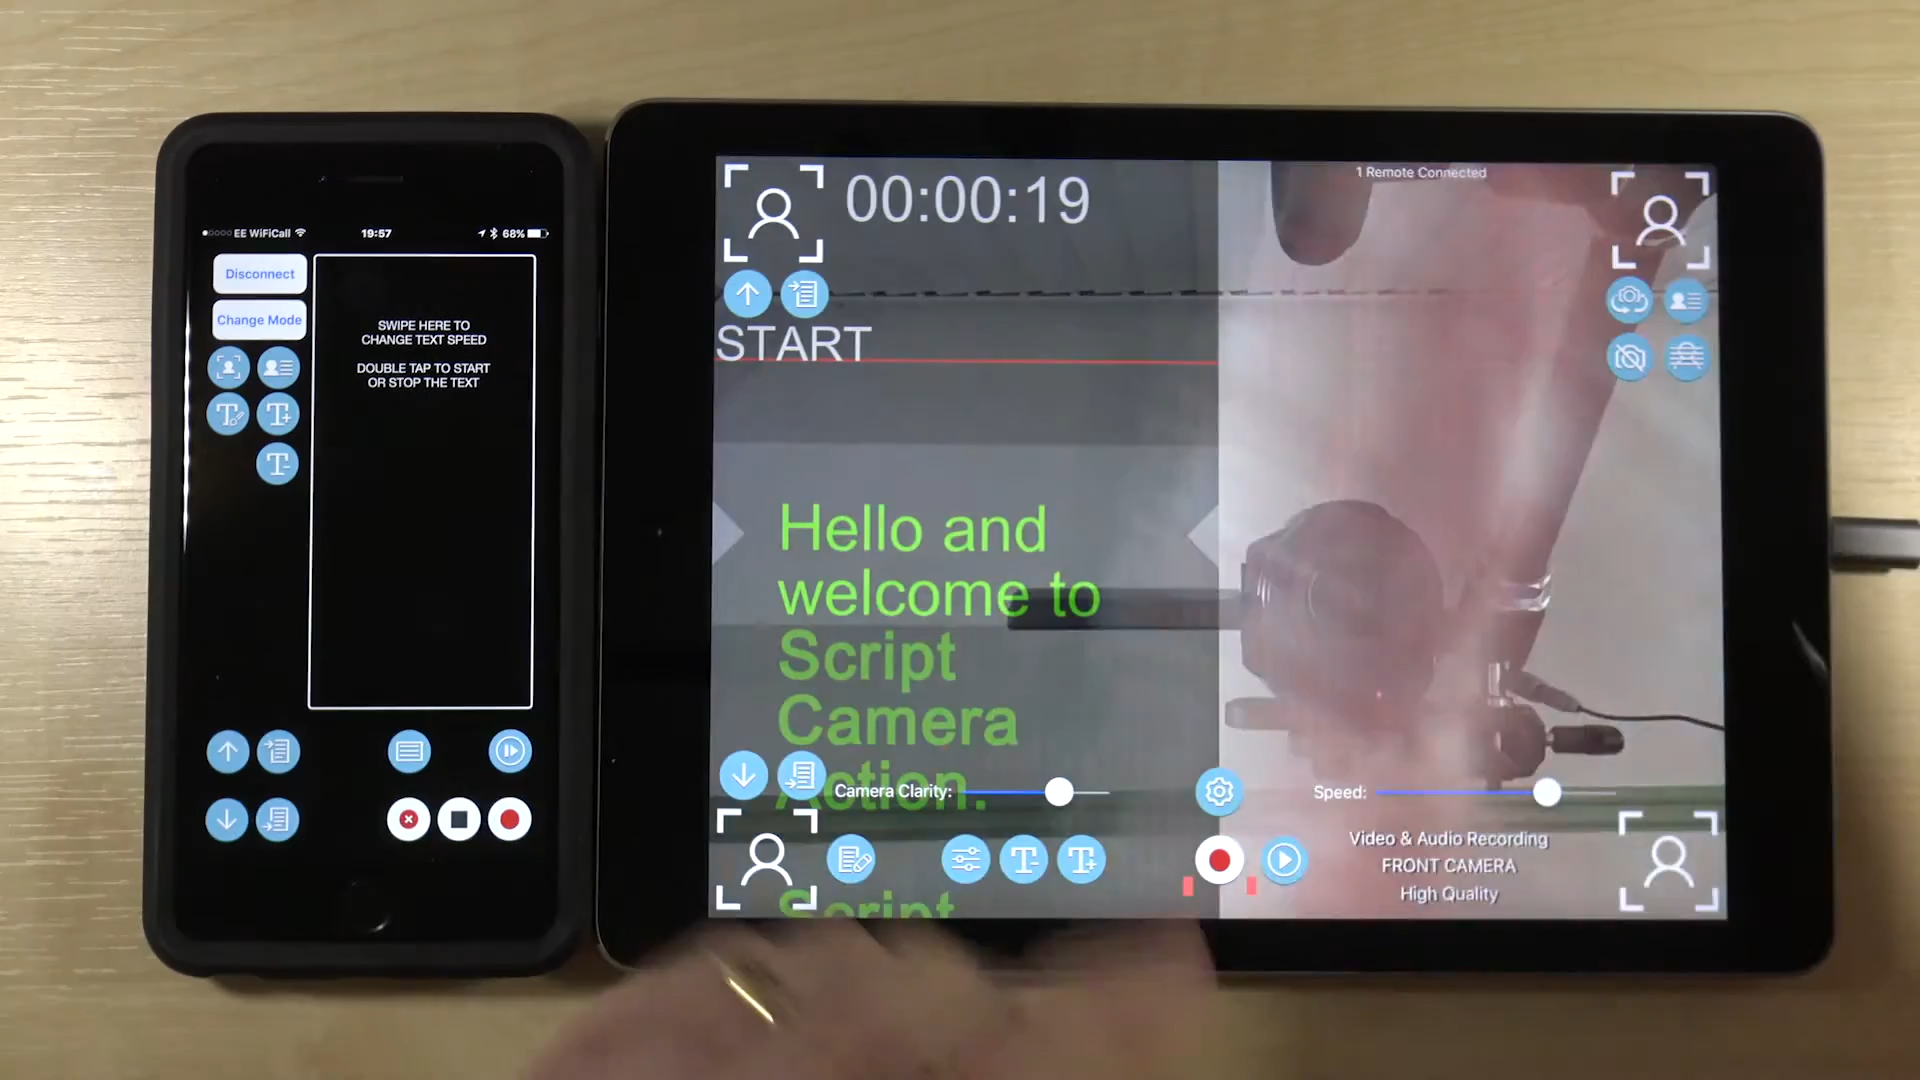 EE WiFiCall 19:57 68%
Disconnect
Change Mode
SWIPE HERE TO
CHANGE TEXT SPEED
DOUBLE TAP TO START
OR STOP THE TEXT
00:00:19
1 Remote Connected
START
Hello and
welcome to
Script
Camera
Action.
Camera Clarity:
Speed:
Video & Audio Recording
FRONT CAMERA
High Quality
Script